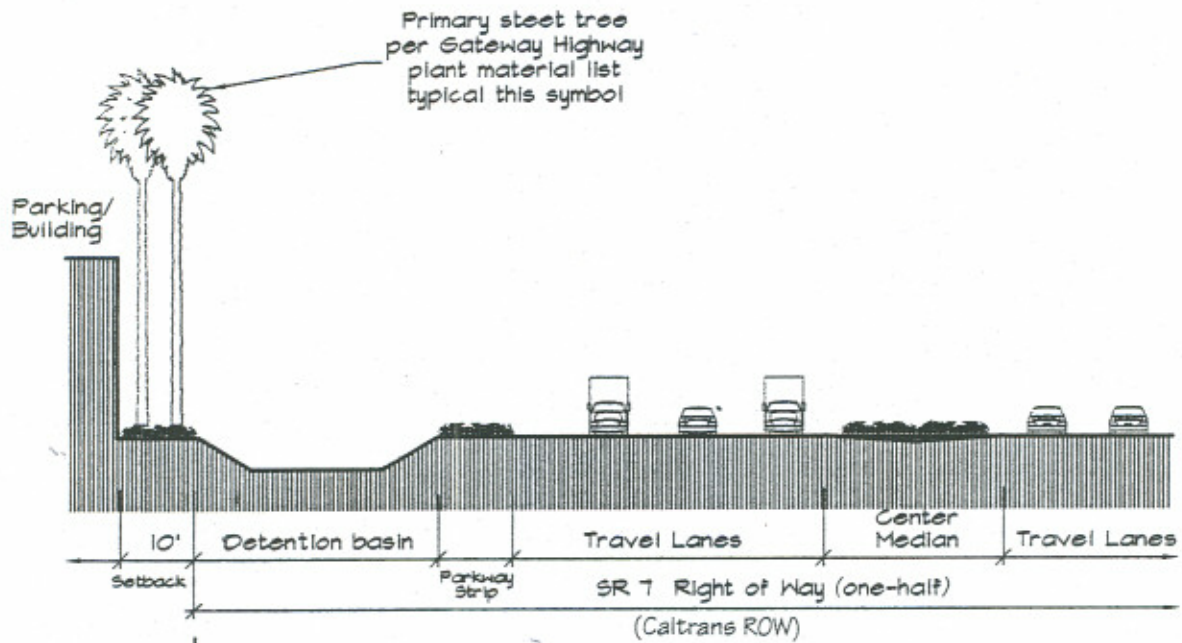 Primary steet tree
per Gateway Highway
plant material list
typical this symbol
Parking/
Building
10'
Setback
Detention basin
Parkway
Strip
Travel Lanes
Center
Median
Travel Lanes
SR 7 Right of Way (one-half)
(Caltrans ROW)